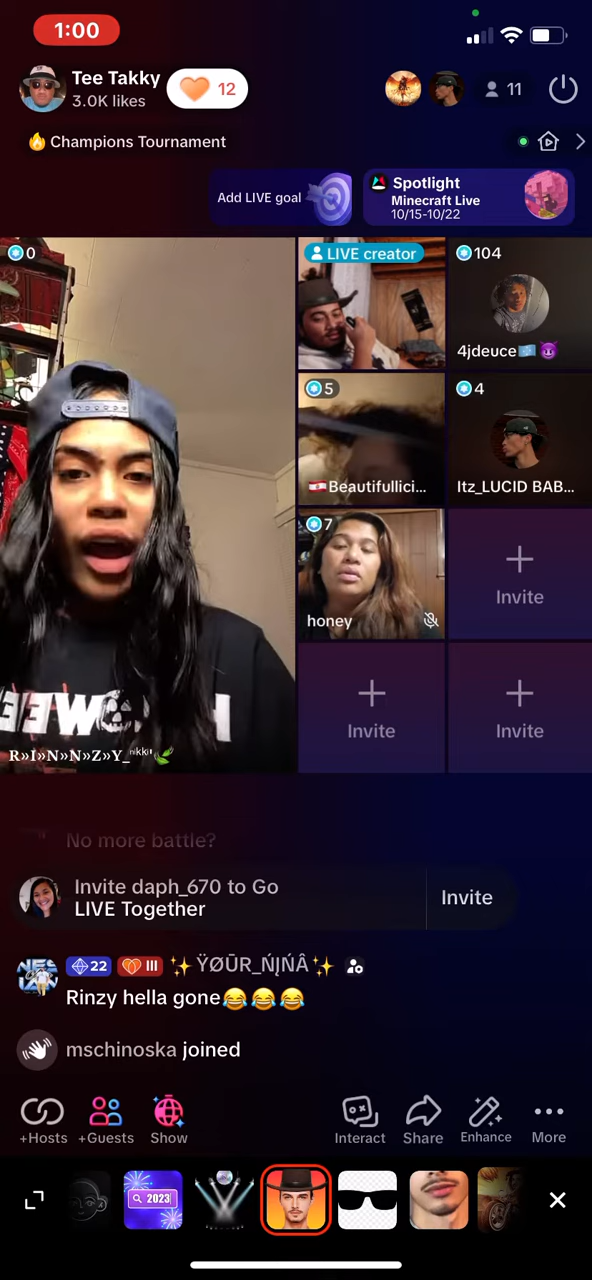 1:00
Tee Takky
3.0K likes
12
11
🔥 Champions Tournament
Add LIVE goal
Spotlight
Minecraft Live
10/15-10/22
0
LIVE creator
104
4jdeuce🇫🇲😈
5
🇱🇧Beautifullici...
4
Itz_LUCID BAB...
7
honey
+
Invite
+
Invite
+
Invite
R»I»N»N»Z»Y_ⁿⁱᵏᵏⁱ'🌿
No more battle?
Invite daph_670 to Go
LIVE Together
Invite
22
III
✨ŸØŪR_ŃĮŃÂ✨
Rinzy hella gone😂😂😂
mschinoska joined
+Hosts
+Guests
Show
Interact
Share
Enhance
More
2023